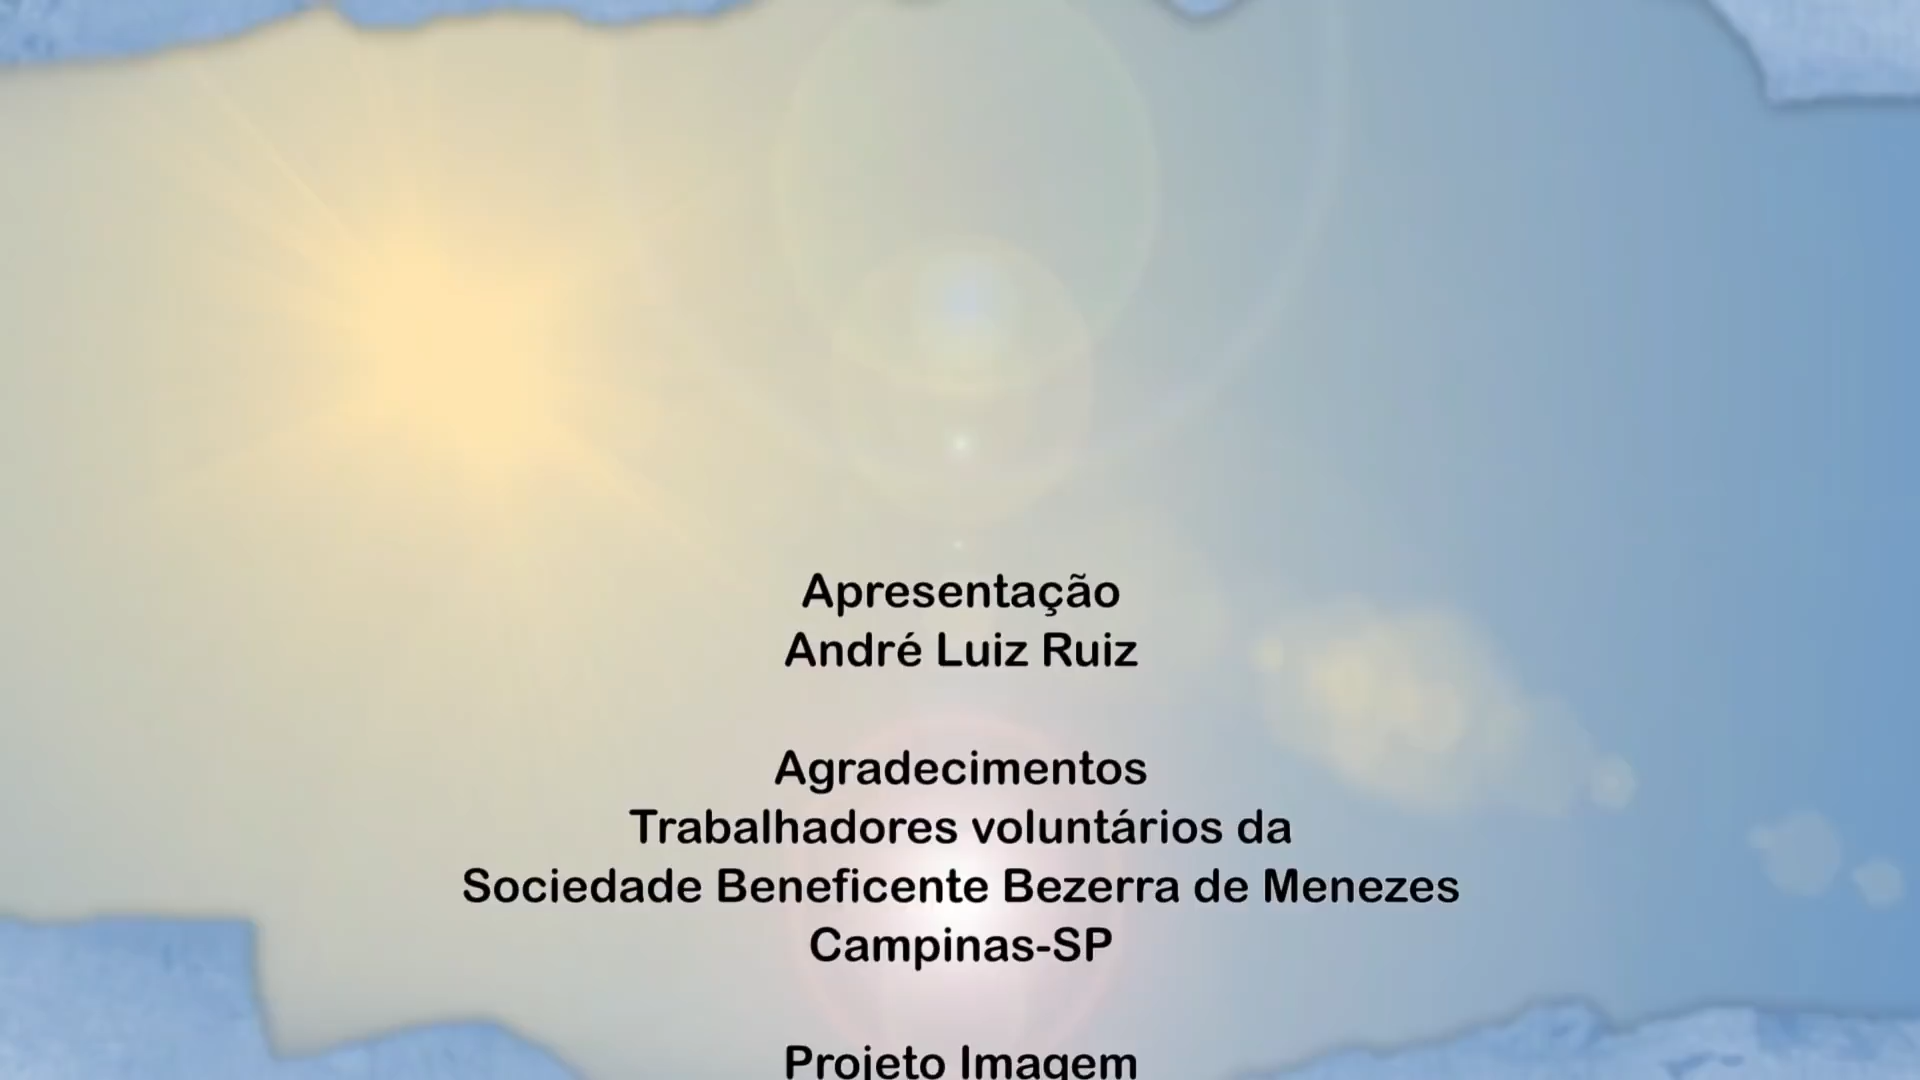 Apresentação
André Luiz Ruiz
Agradecimentos
Trabalhadores voluntários da
Sociedade Beneficente Bezerra de Menezes
Campinas-SP
Projeto Imagem